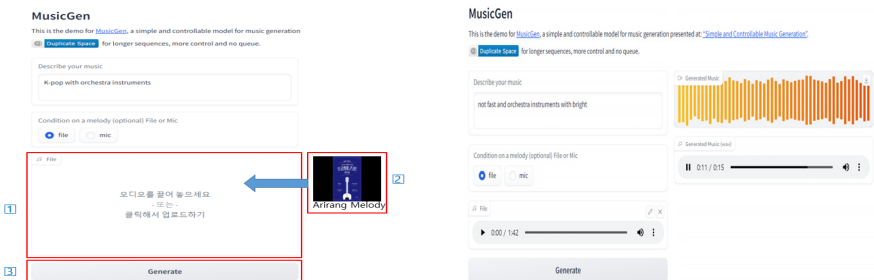 MusicGen
This is the demo for MusicGen, a simple and controllable model for music generation
Duplicate Space for longer sequences, more control and no queue.
Describe your music
K-pop with orchestra instruments
Condition on a melody (optional) File or Mic
file mic
File
오디오를 끌어 놓으세요
- 또는 -
클릭해서 업로드하기
1
2
Arirang Melody
3
Generate
MusicGen
This is the demo for MusicGen, a simple and controllable model for music generation presented at: "Simple and Controllable Music Generation".
Duplicate Space for longer sequences, more control and no queue.
Describe your music
not fast and orchestra instruments with bright
Condition on a melody (optional) File or Mic
file mic
File
0:00 / 1:42
Generate
Generated Music
Generated Music (wav)
0:11 / 0:15